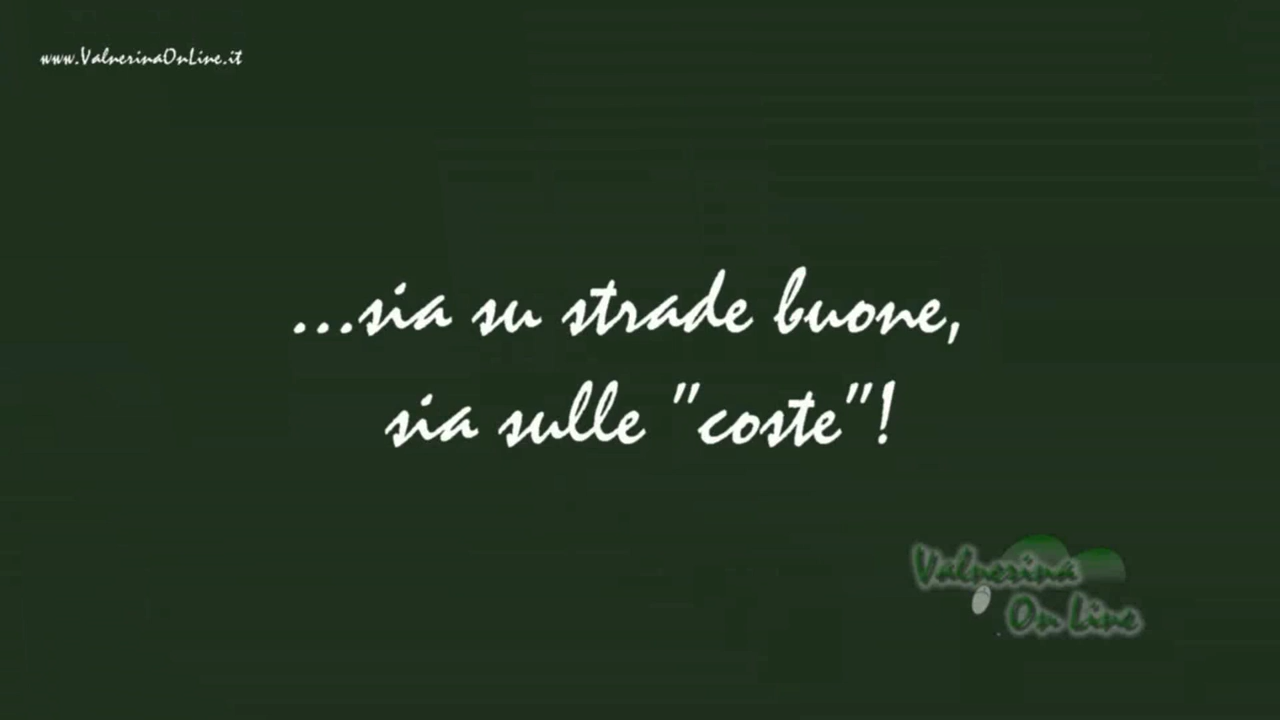 www.ValnerinaOnLine.it
...sia su strade buone,
sia sulle "coste"!
Valnerina
On Line